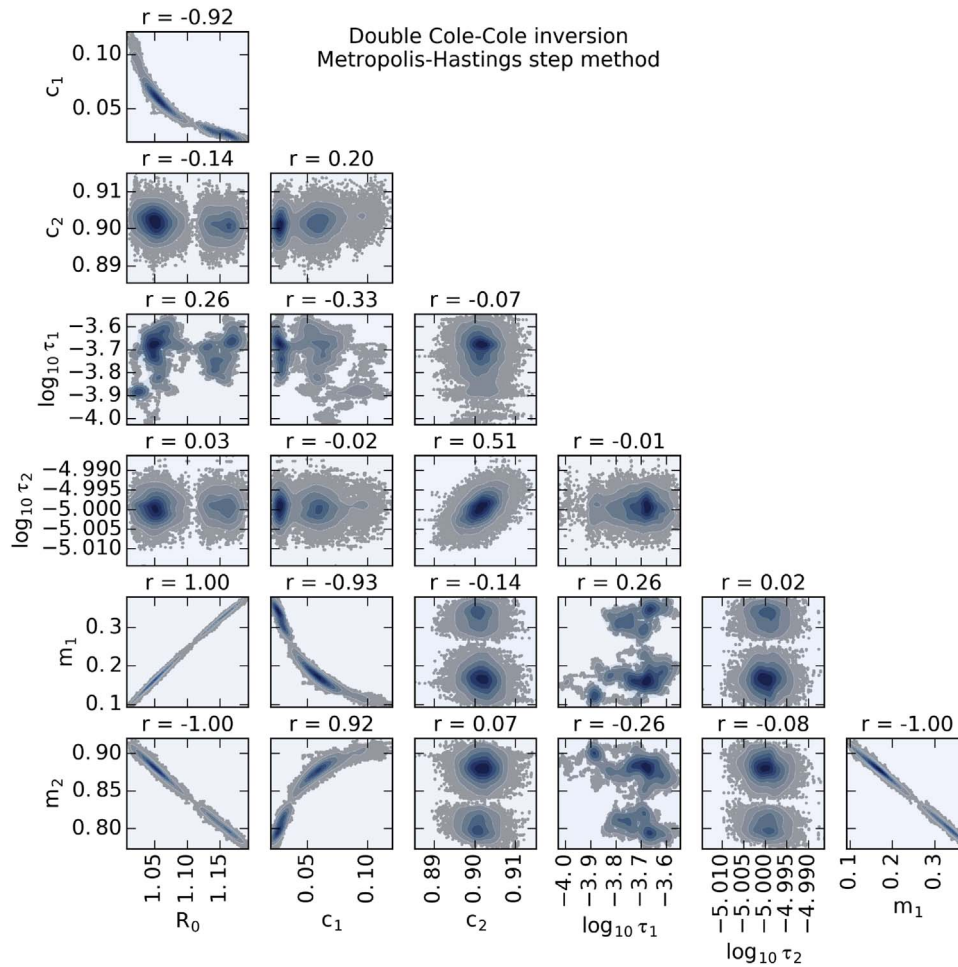 r = -0.92
Double Cole-Cole inversion
Metropolis-Hastings step method
0.10
0.05
c₁
r = -0.14 r = 0.20
0.91
0.90
0.89
c₂
r = 0.26 r = -0.33 r = -0.07
−3.6
−3.7
−3.8
−3.9
−4.0
log₁₀ τ₁
r = 0.03 r = -0.02 r = 0.51 r = -0.01
−4.990
−4.995
−5.000
−5.005
−5.010
log₁₀ τ₂
r = 1.00 r = -0.93 r = -0.14 r = 0.26 r = 0.02
0.3
0.2
0.1
m₁
r = -1.00 r = 0.92 r = 0.07 r = -0.26 r = -0.08 r = -1.00
0.90
0.85
0.80
m₂
1.05 1.10 1.15 0.05 0.10 0.89 0.90 0.91 −4.0 −3.9 −3.8 −3.7 −3.6 −5.010 −5.005 −5.000 −4.995 −4.990 0.1 0.2 0.3
R₀ c₁ c₂ log₁₀ τ₁ log₁₀ τ₂ m₁